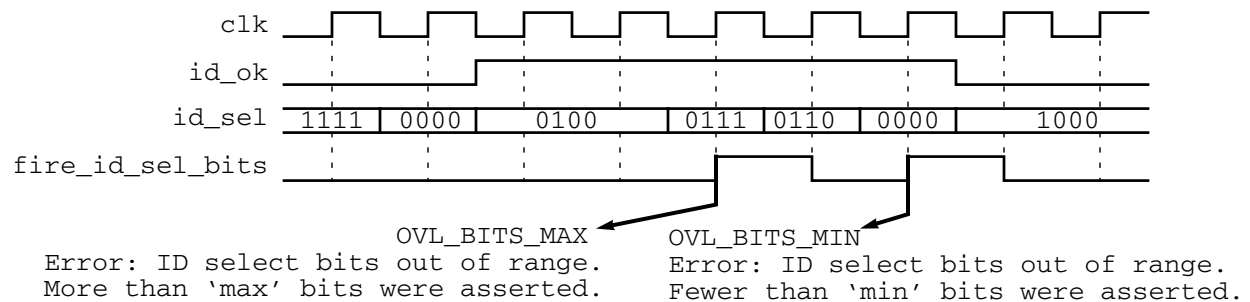 clk
id_ok
id_sel 1111 0000 0100 0111 0110 0000 1000
fire_id_sel_bits
OVL_BITS_MAX OVL_BITS_MIN
Error: ID select bits out of range. Error: ID select bits out of range.
More than ‘max’ bits were asserted. Fewer than ‘min’ bits were asserted.